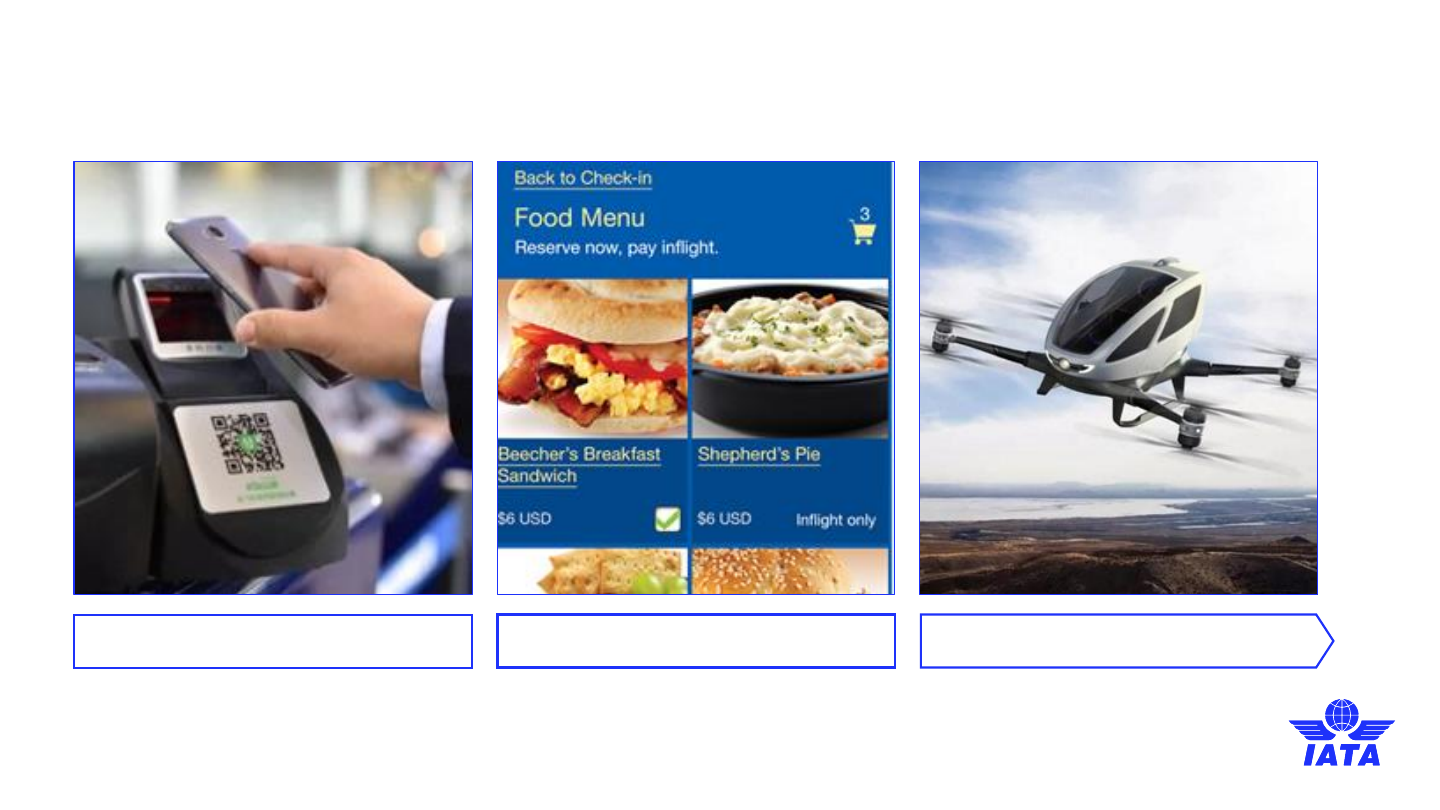 Back to Check-in
Food Menu
3
Reserve now, pay inflight.
Beecher's Breakfast
Sandwich
Shepherd's Pie
$6 USD
$6 USD
Inflight only
IATA